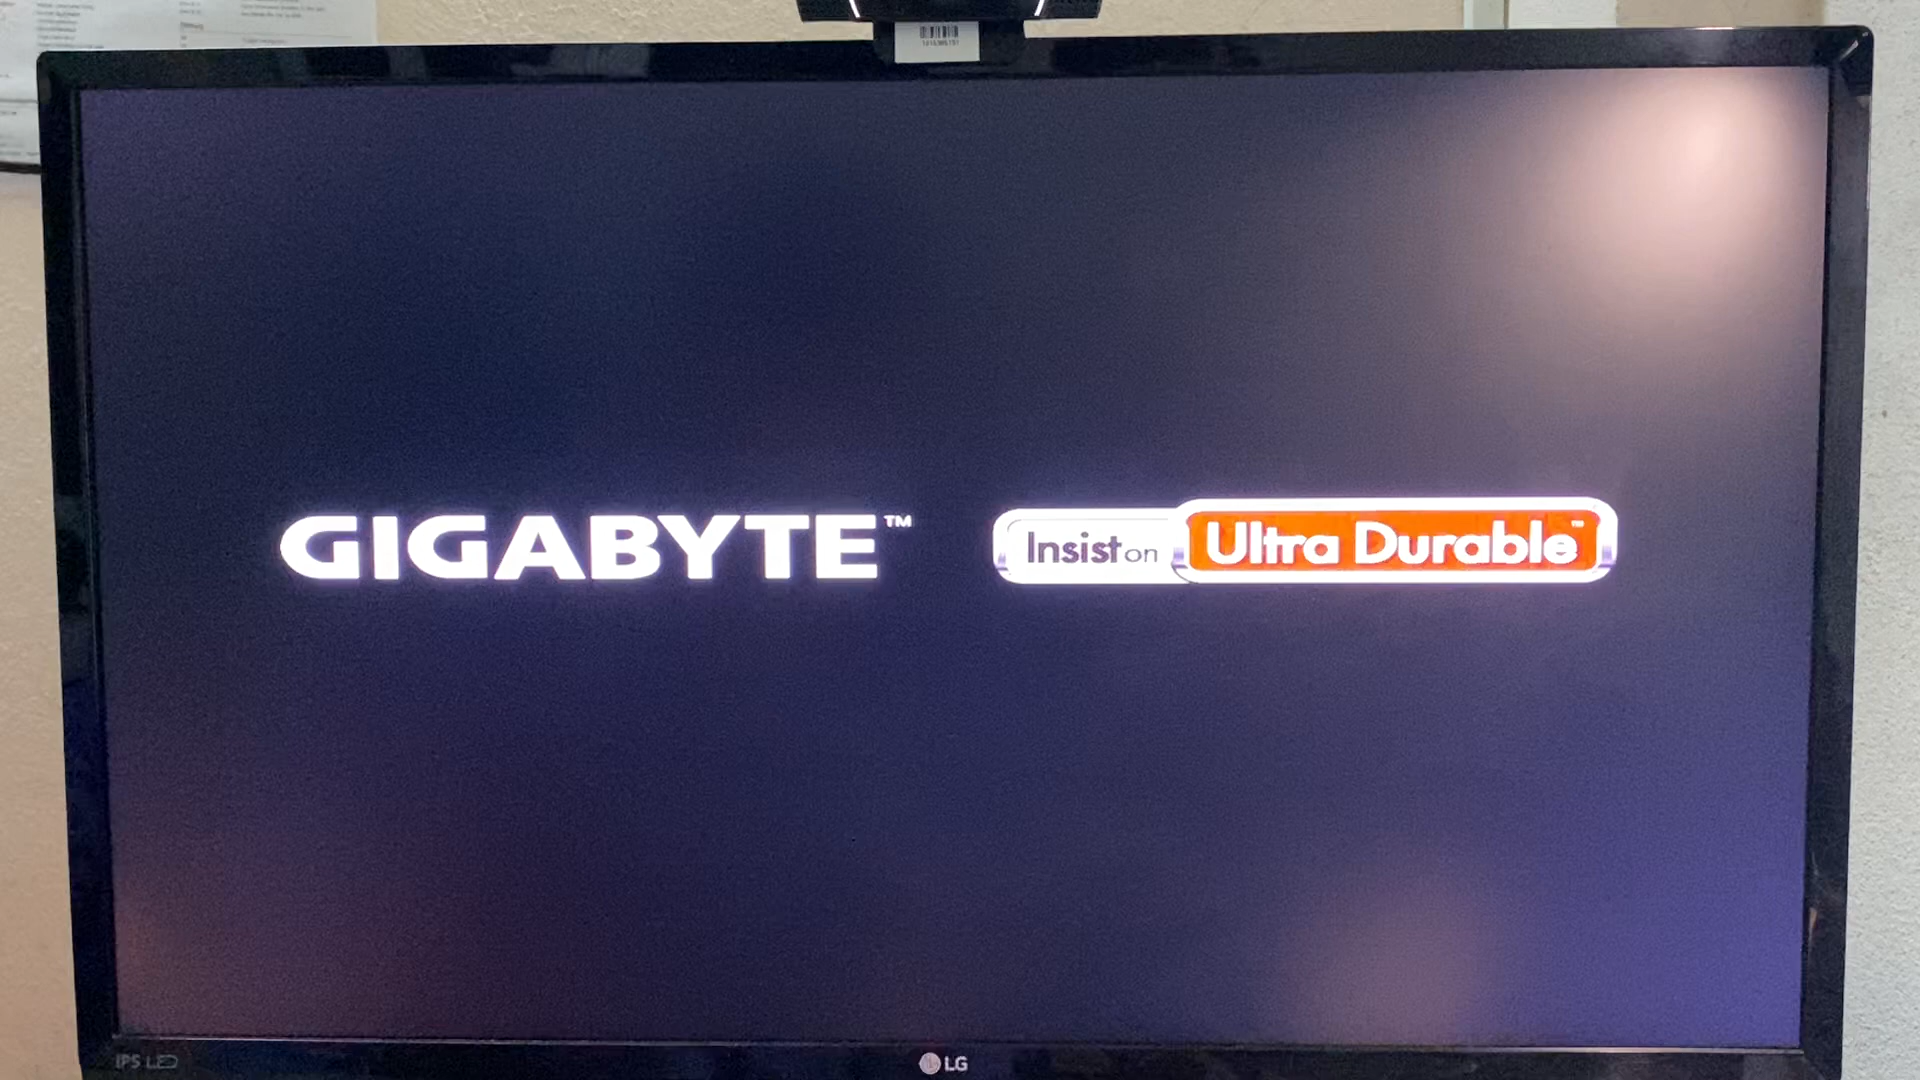 GIGABYTE™
Insist on Ultra Durable™
IPS LED
LG